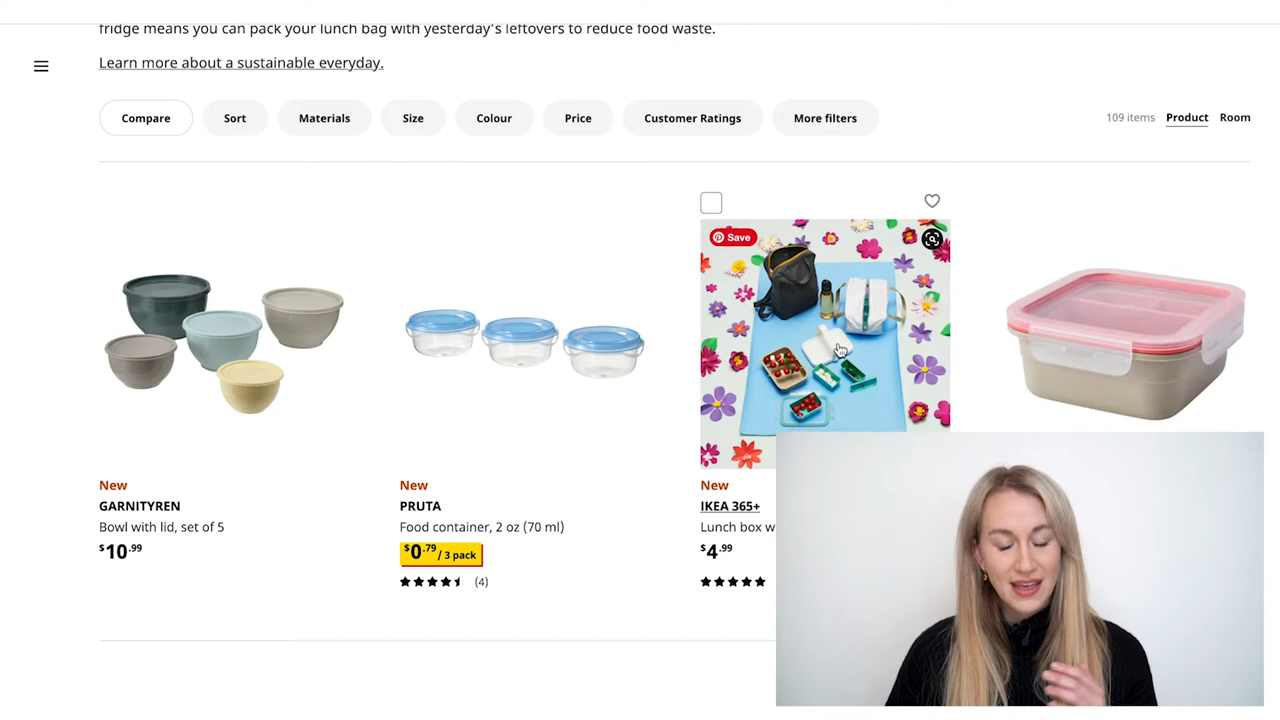 fridge means you can pack your lunch bag with yesterday's leftovers to reduce food waste.
Learn more about a sustainable everyday.
Compare
Sort
Materials
Size
Colour
Price
Customer Ratings
More filters
109 items
Product
Room
Save
New
GARNITYREN
Bowl with lid, set of 5
$10.99
New
PRUTA
Food container, 2 oz (70 ml)
$0.79/3 pack
(4)
New
IKEA 365+
Lunch box w
$4.99